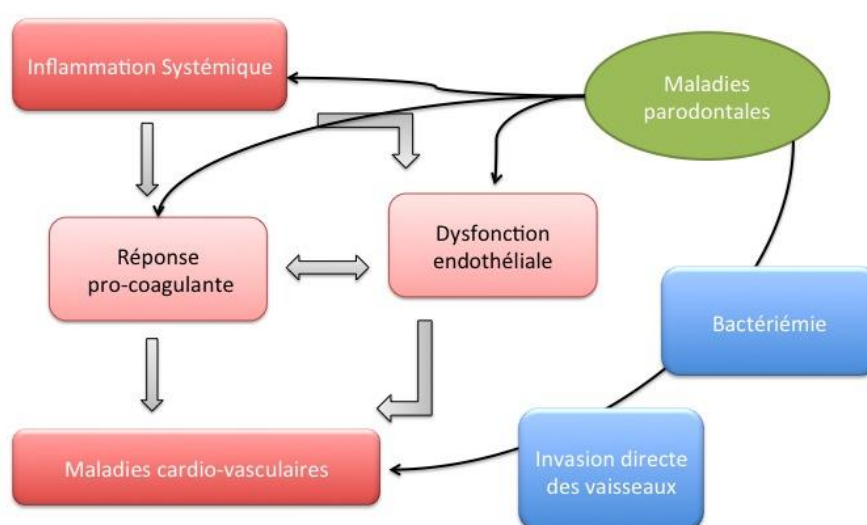 Inflammation Systémique
Maladies
parodontales
Réponse
pro-coagulante
Dysfonction
endothéliale
Bactériémie
Maladies cardio-vasculaires
Invasion directe
des vaisseaux